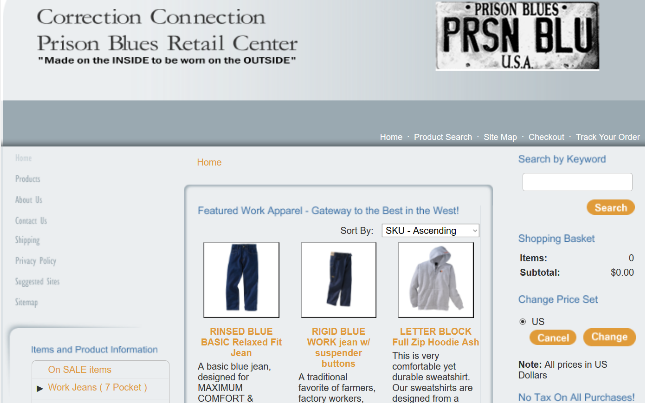 Correction Connection
Prison Blues Retail Center
"Made on the INSIDE to be worn on the OUTSIDE"
• PRISON BLUES •
PRSN BLU
U.S.A.
Home - Product Search - Site Map - Checkout - Track Your Order
Home
Products
About Us
Contact Us
Shipping
Privacy Policy
Suggested Sites
Sitemap
Items and Product Information
On SALE items
Work Jeans ( 7 Pocket )
Home
Featured Work Apparel - Gateway to the Best in the West!
Sort By: SKU - Ascending
RINSED BLUE
BASIC Relaxed Fit
Jean
A basic blue jean,
designed for
MAXIMUM
COMFORT &
RIGID BLUE
WORK jean w/
suspender
buttons
A traditional
favorite of farmers,
factory workers,
LETTER BLOCK
Full Zip Hoodie Ash
This is very
comfortable yet
durable sweatshirt.
Our sweatshirts are
designed from a
Search by Keyword
Search
Shopping Basket
Items: 0
Subtotal: $0.00
Change Price Set
US
Cancel Change
Note: All prices in US
Dollars
No Tax On All Purchases!